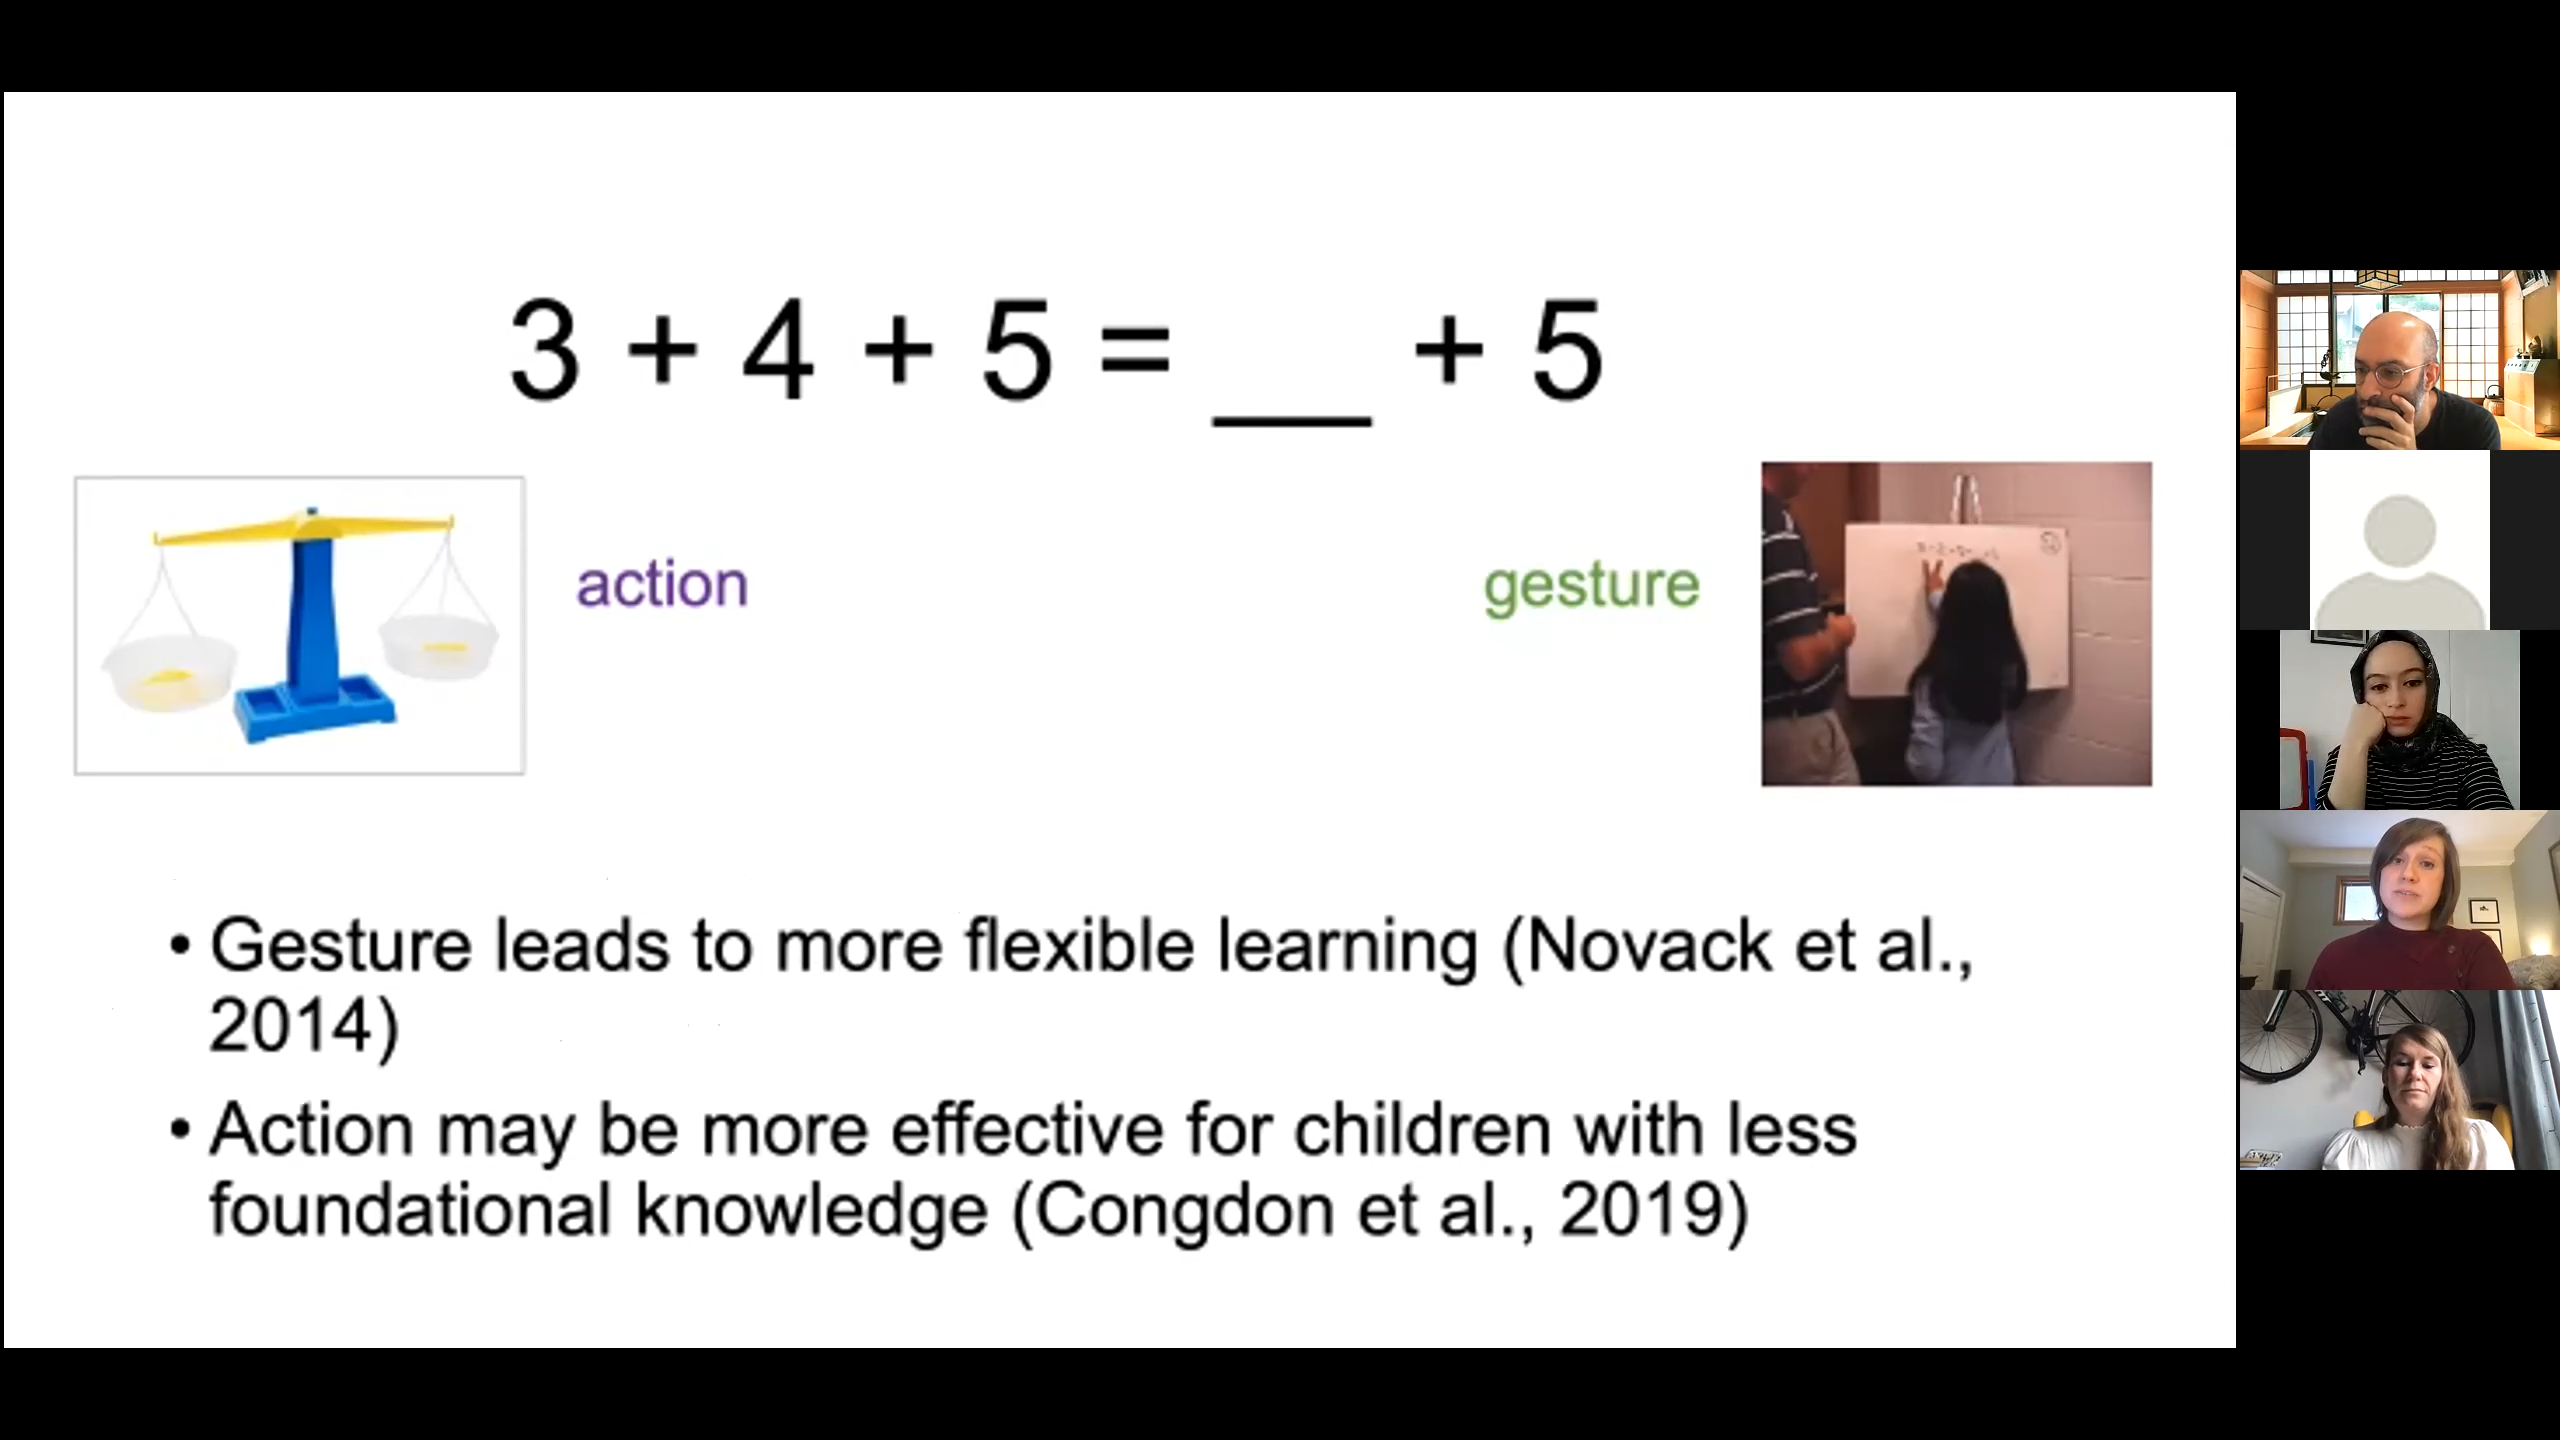 3 + 4 + 5 = __ + 5
action
gesture
• Gesture leads to more flexible learning (Novack et al.,
2014)
• Action may be more effective for children with less
foundational knowledge (Congdon et al., 2019)